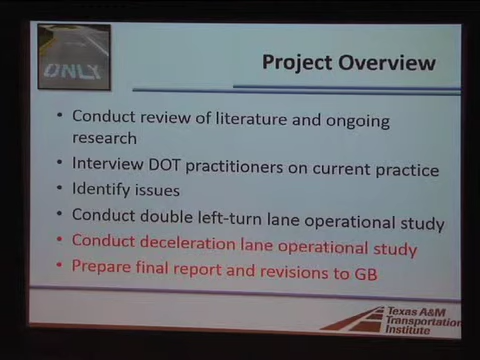 ONLY
Project Overview
• Conduct review of literature and ongoing
research
• Interview DOT practitioners on current practice
• Identify issues
• Conduct double left-turn lane operational study
• Conduct deceleration lane operational study
• Prepare final report and revisions to GB
Texas A&M
Transportation
Institute